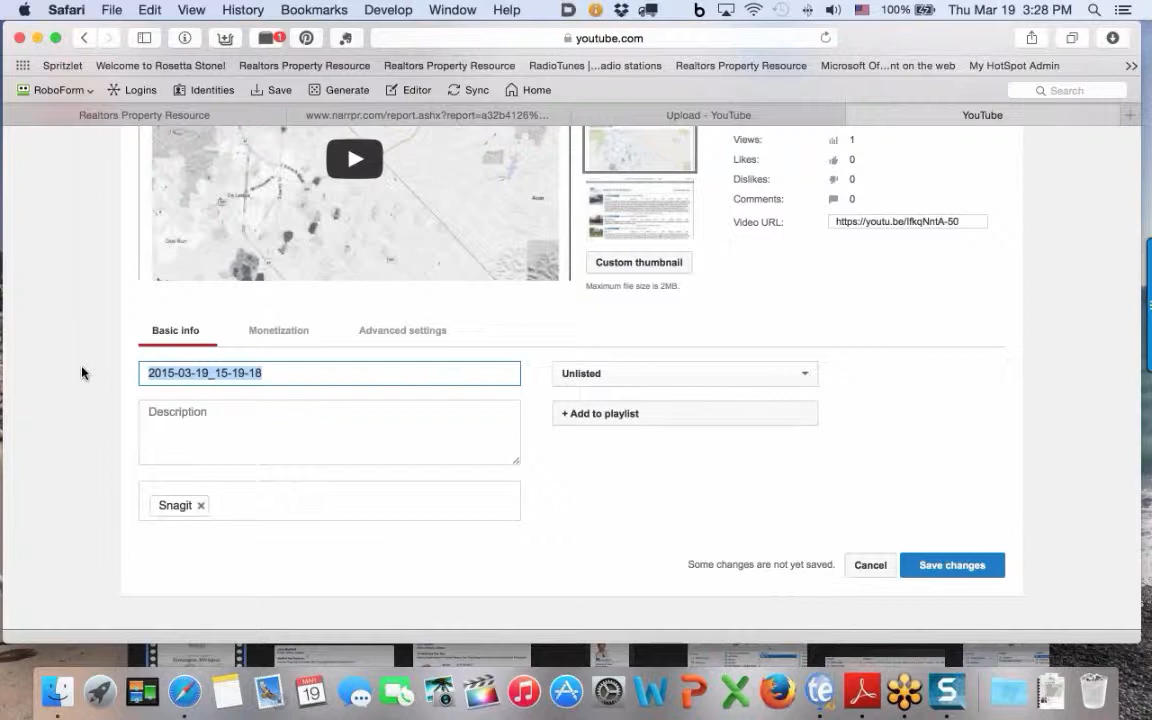 Safari File Edit View History Bookmarks Develop Window Help 100% Thu Mar 19 3:28 PM
1 youtube.com
Spritzlet Welcome to Rosetta Stone! Realtors Property Resource Realtors Property Resource RadioTunes |...adio stations Realtors Property Resource Microsoft Of...nt on the web My HotSpot Admin >>
RoboForm Logins Identities Save Generate Editor Sync Home Search
Realtors Property Resource www.narrpr.com/report.ashx?report=a32b4126%... Upload - YouTube YouTube
Views: 1
Likes: 0
Dislikes: 0
Comments: 0
Video URL: https://youtu.be/IfkqNntA-50
Custom thumbnail
Maximum file size is 2MB.
Basic info Monetization Advanced settings
2015-03-19_15-19-18 Unlisted
Description + Add to playlist
Snagit x
Some changes are not yet saved. Cancel Save changes
19
te